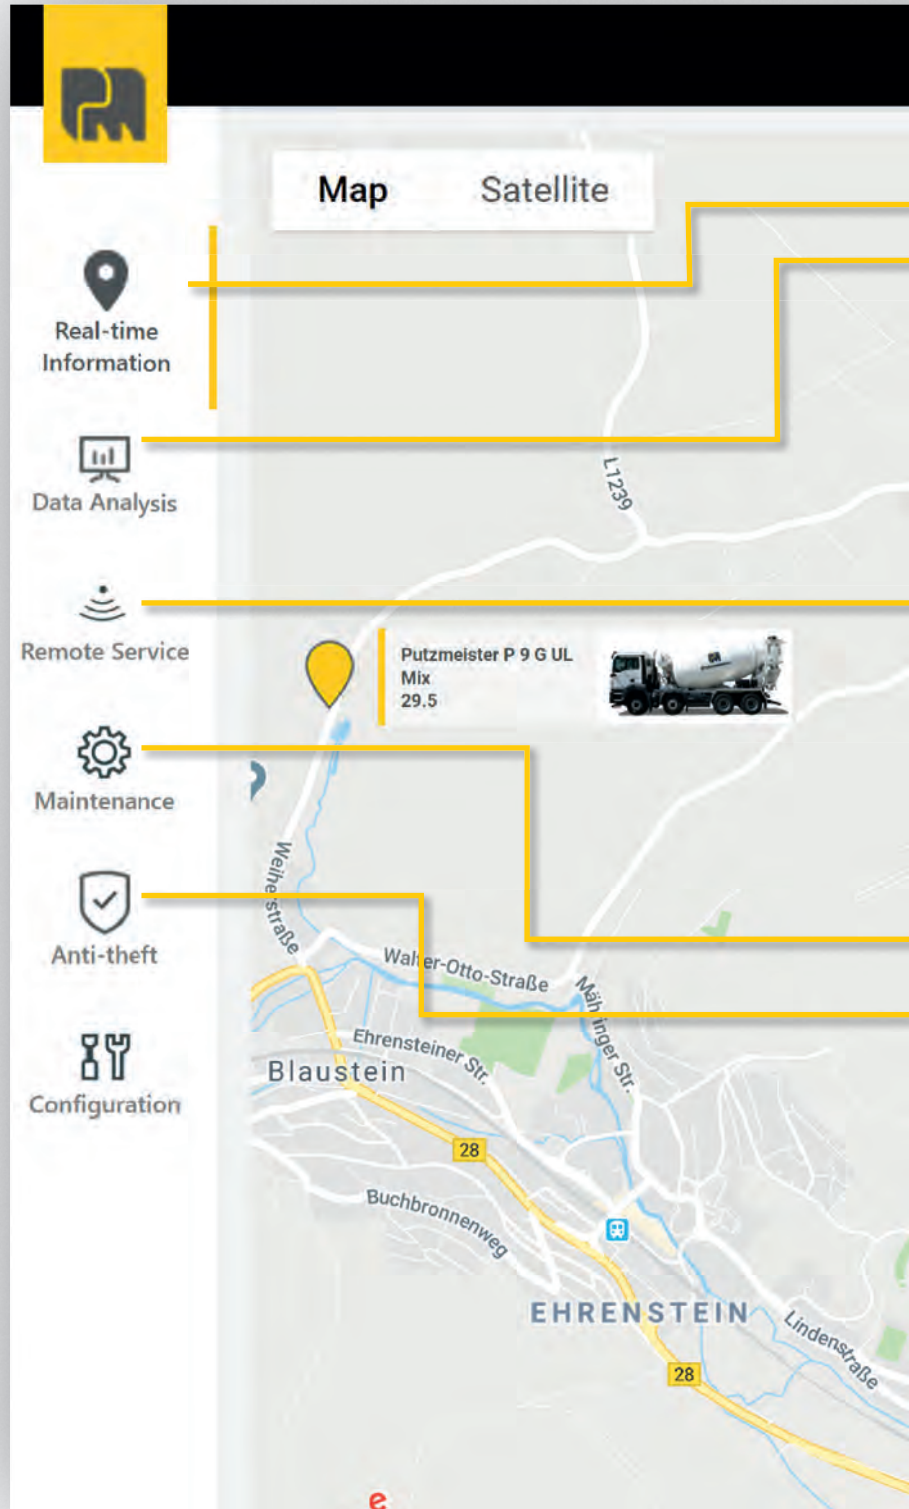 PM
Map
Satellite
Real-time
Information
Data Analysis
Remote Service
Maintenance
Anti-theft
Configuration
L1239
Putzmeister P 9 G UL
Mix
29.5
Weiherstraße
Walter-Otto-Straße
Mähringer Str.
Ehrensteiner Str.
Blaustein
28
Buchbronnenweg
EHRENSTEIN
Lindenstraße
28
e